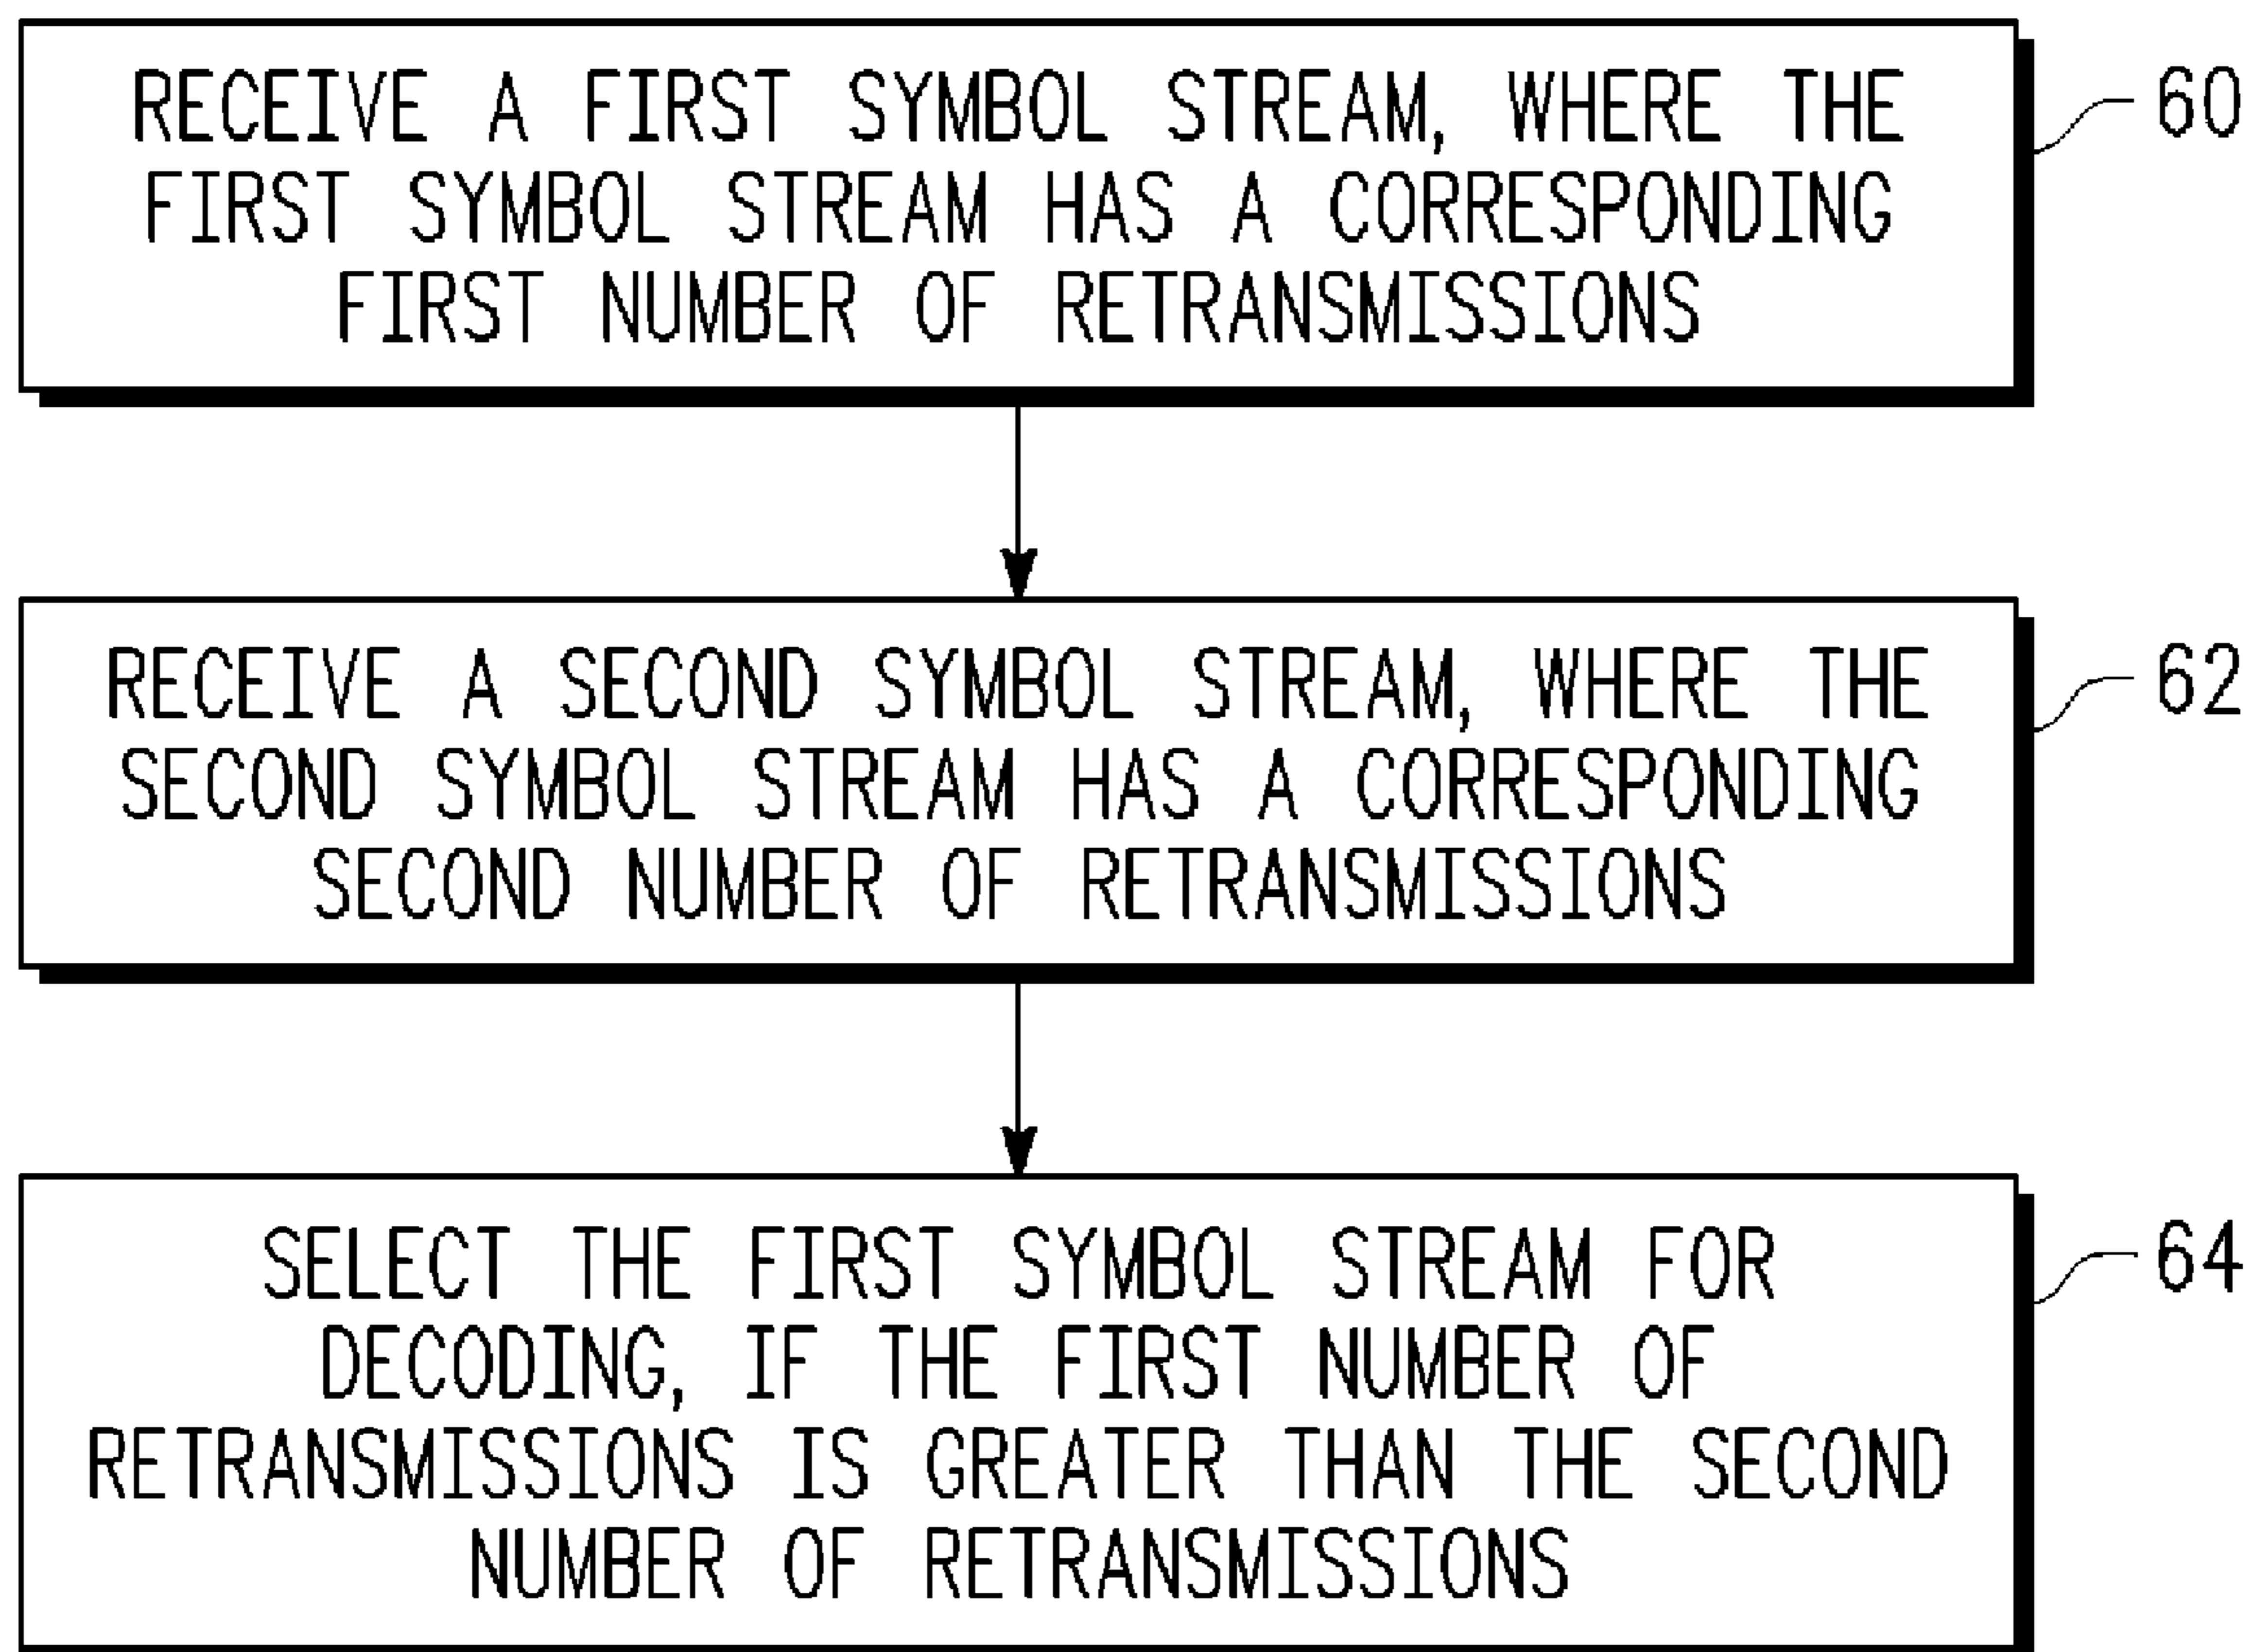 RECEIVE A FIRST SYMBOL STREAM, WHERE THE
FIRST SYMBOL STREAM HAS A CORRESPONDING
FIRST NUMBER OF RETRANSMISSIONS
60
RECEIVE A SECOND SYMBOL STREAM, WHERE THE
SECOND SYMBOL STREAM HAS A CORRESPONDING
SECOND NUMBER OF RETRANSMISSIONS
62
SELECT THE FIRST SYMBOL STREAM FOR
DECODING, IF THE FIRST NUMBER OF
RETRANSMISSIONS IS GREATER THAN THE SECOND
NUMBER OF RETRANSMISSIONS
64